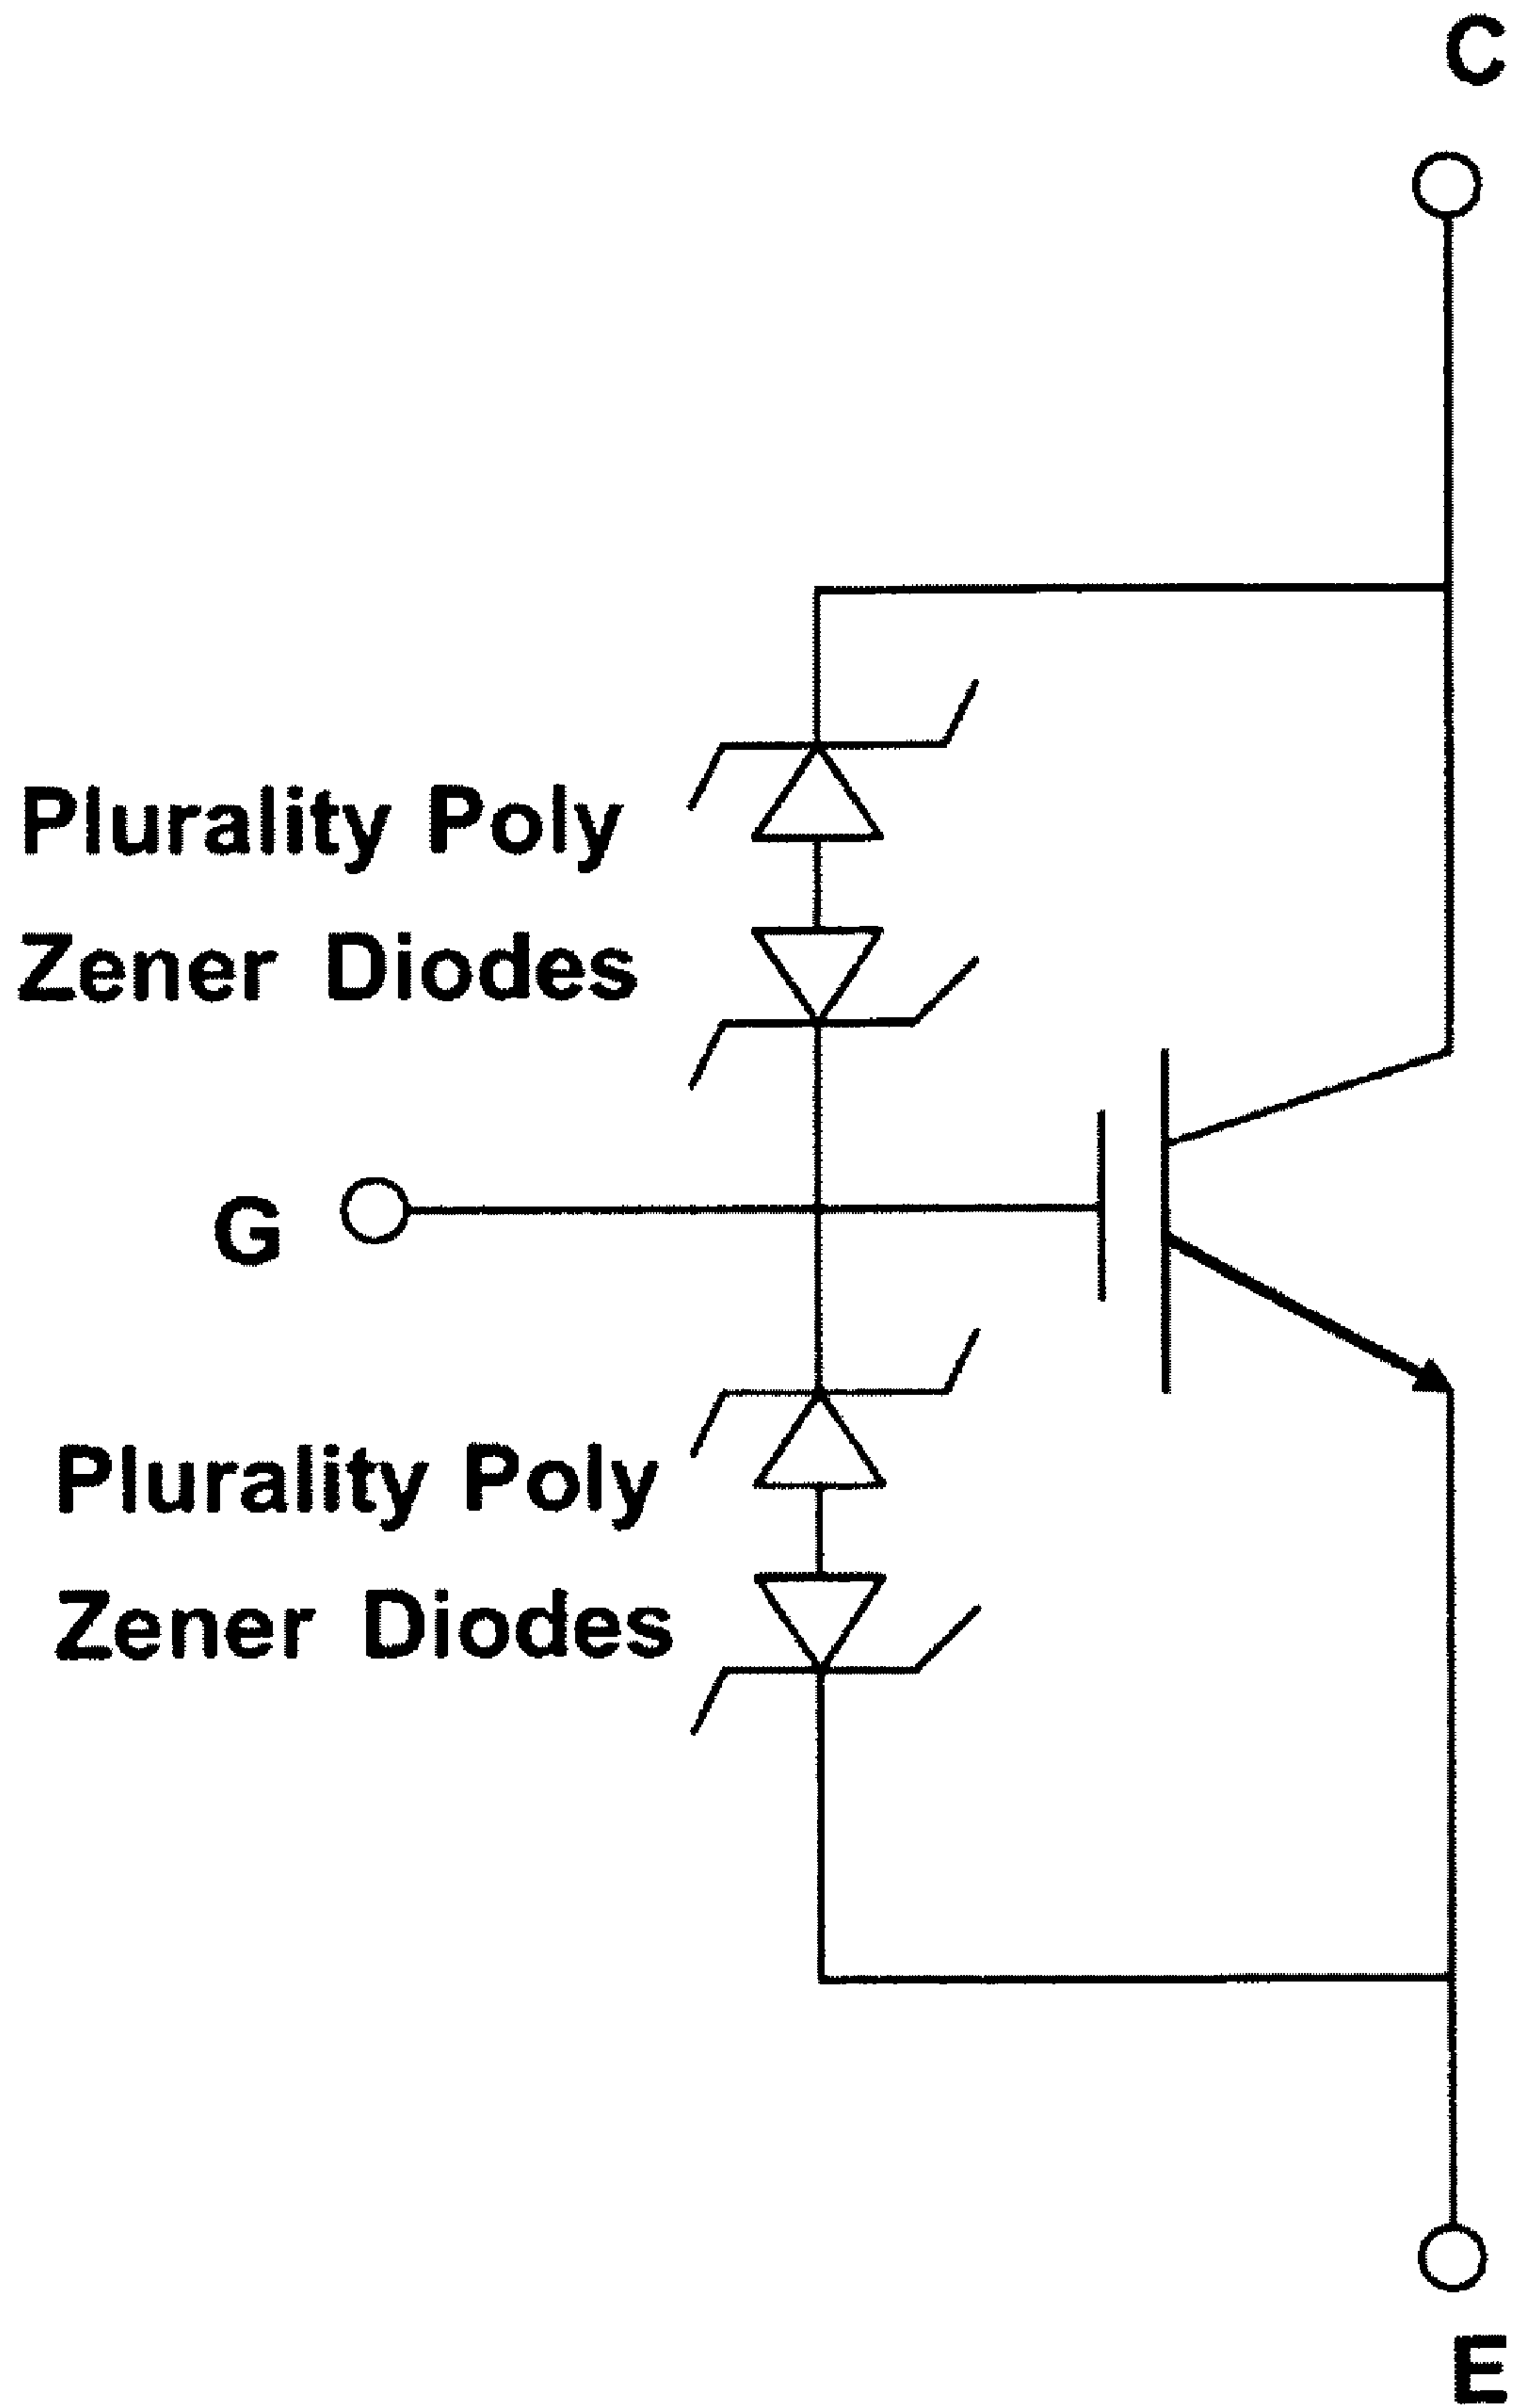 C
Plurality Poly
Zener Diodes
G
Plurality Poly
Zener Diodes
E